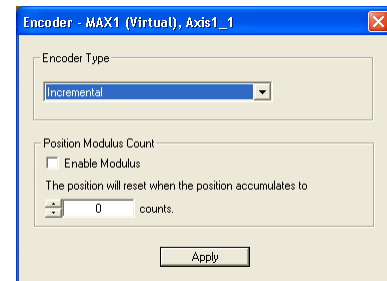 Encoder - MAX1 (Virtual), Axis1_1
Encoder Type
Incremental
Position Modulus Count
Enable Modulus
The position will reset when the position accumulates to
0 counts.
Apply